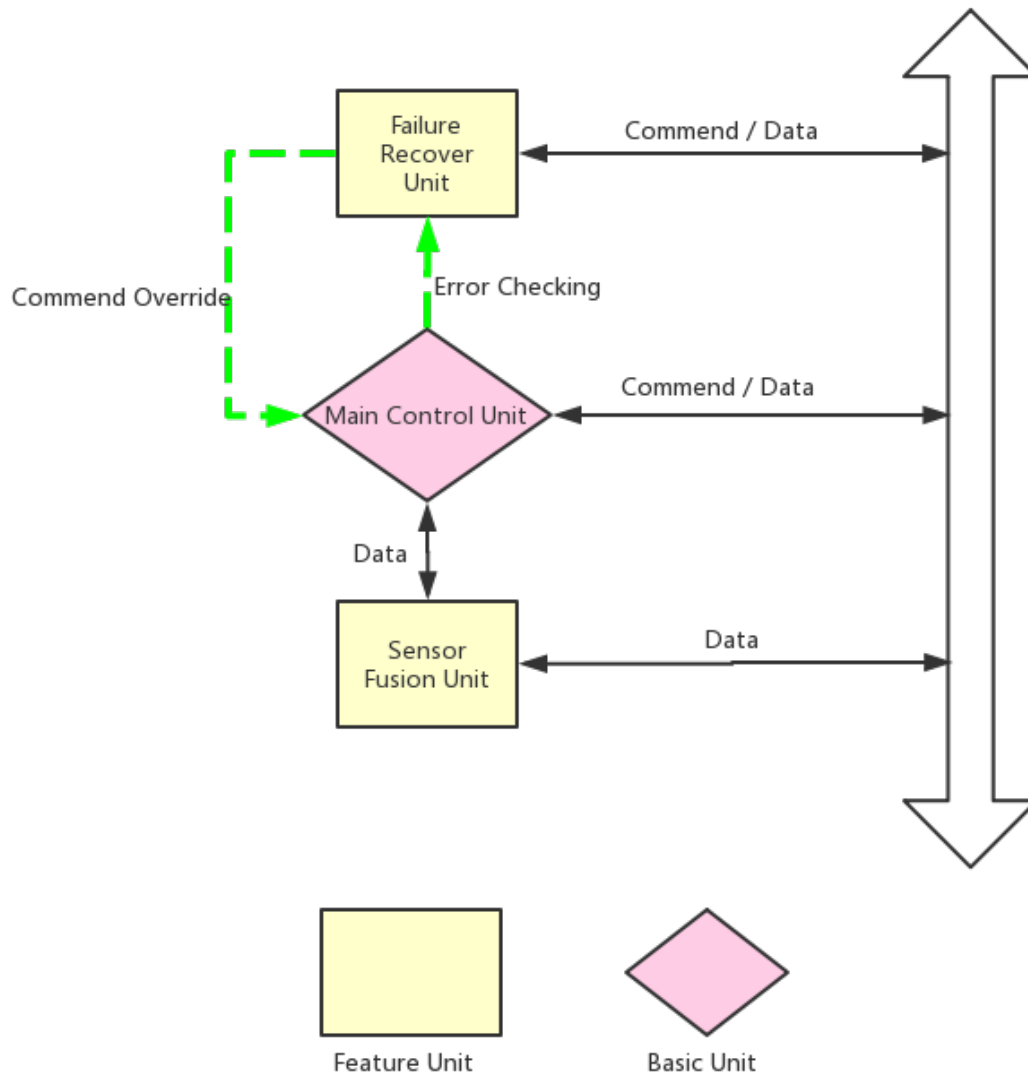 Failure
Recover
Unit
Commend / Data
Commend Override
Error Checking
Main Control Unit
Commend / Data
Data
Sensor
Fusion Unit
Data
Feature Unit
Basic Unit